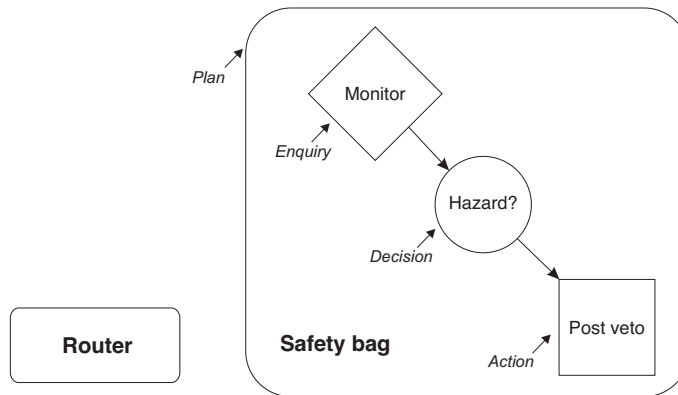 Plan
Monitor
Enquiry
Hazard?
Decision
Post veto
Action
Safety bag
Router